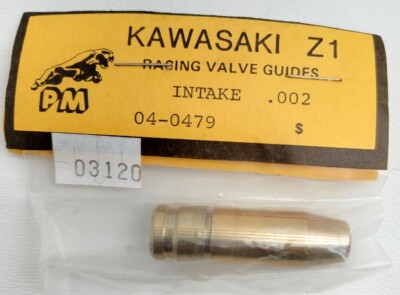 KAWASAKI Z1
RACING VALVE GUIDES
PM
INTAKE .002
04-0479 $
03120